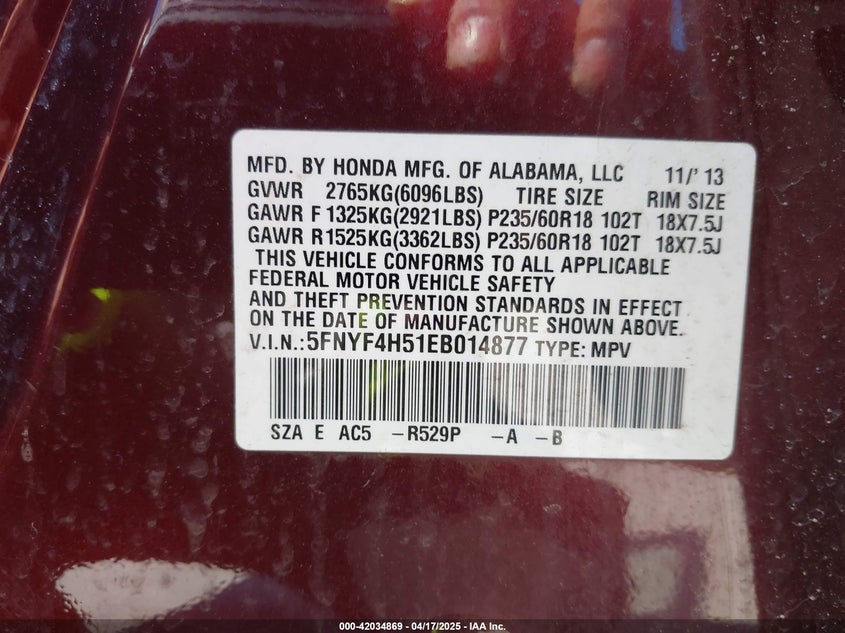 MFD. BY HONDA MFG. OF ALABAMA, LLC 11/'13
GVWR 2765KG(6096LBS) TIRE SIZE RIM SIZE
GAWR F 1325KG(2921LBS) P235/60R18 102T 18X7.5J
GAWR R1525KG(3362LBS) P235/60R18 102T 18X7.5J
THIS VEHICLE CONFORMS TO ALL APPLICABLE
FEDERAL MOTOR VEHICLE SAFETY
AND THEFT PREVENTION STANDARDS IN EFFECT
ON THE DATE OF MANUFACTURE SHOWN ABOVE.
V.I.N.:5FNYF4H51EB014877 TYPE: MPV
SZA E AC5 –R529P –A –B
000-42034869 - 04/17/2025 - IAA Inc.